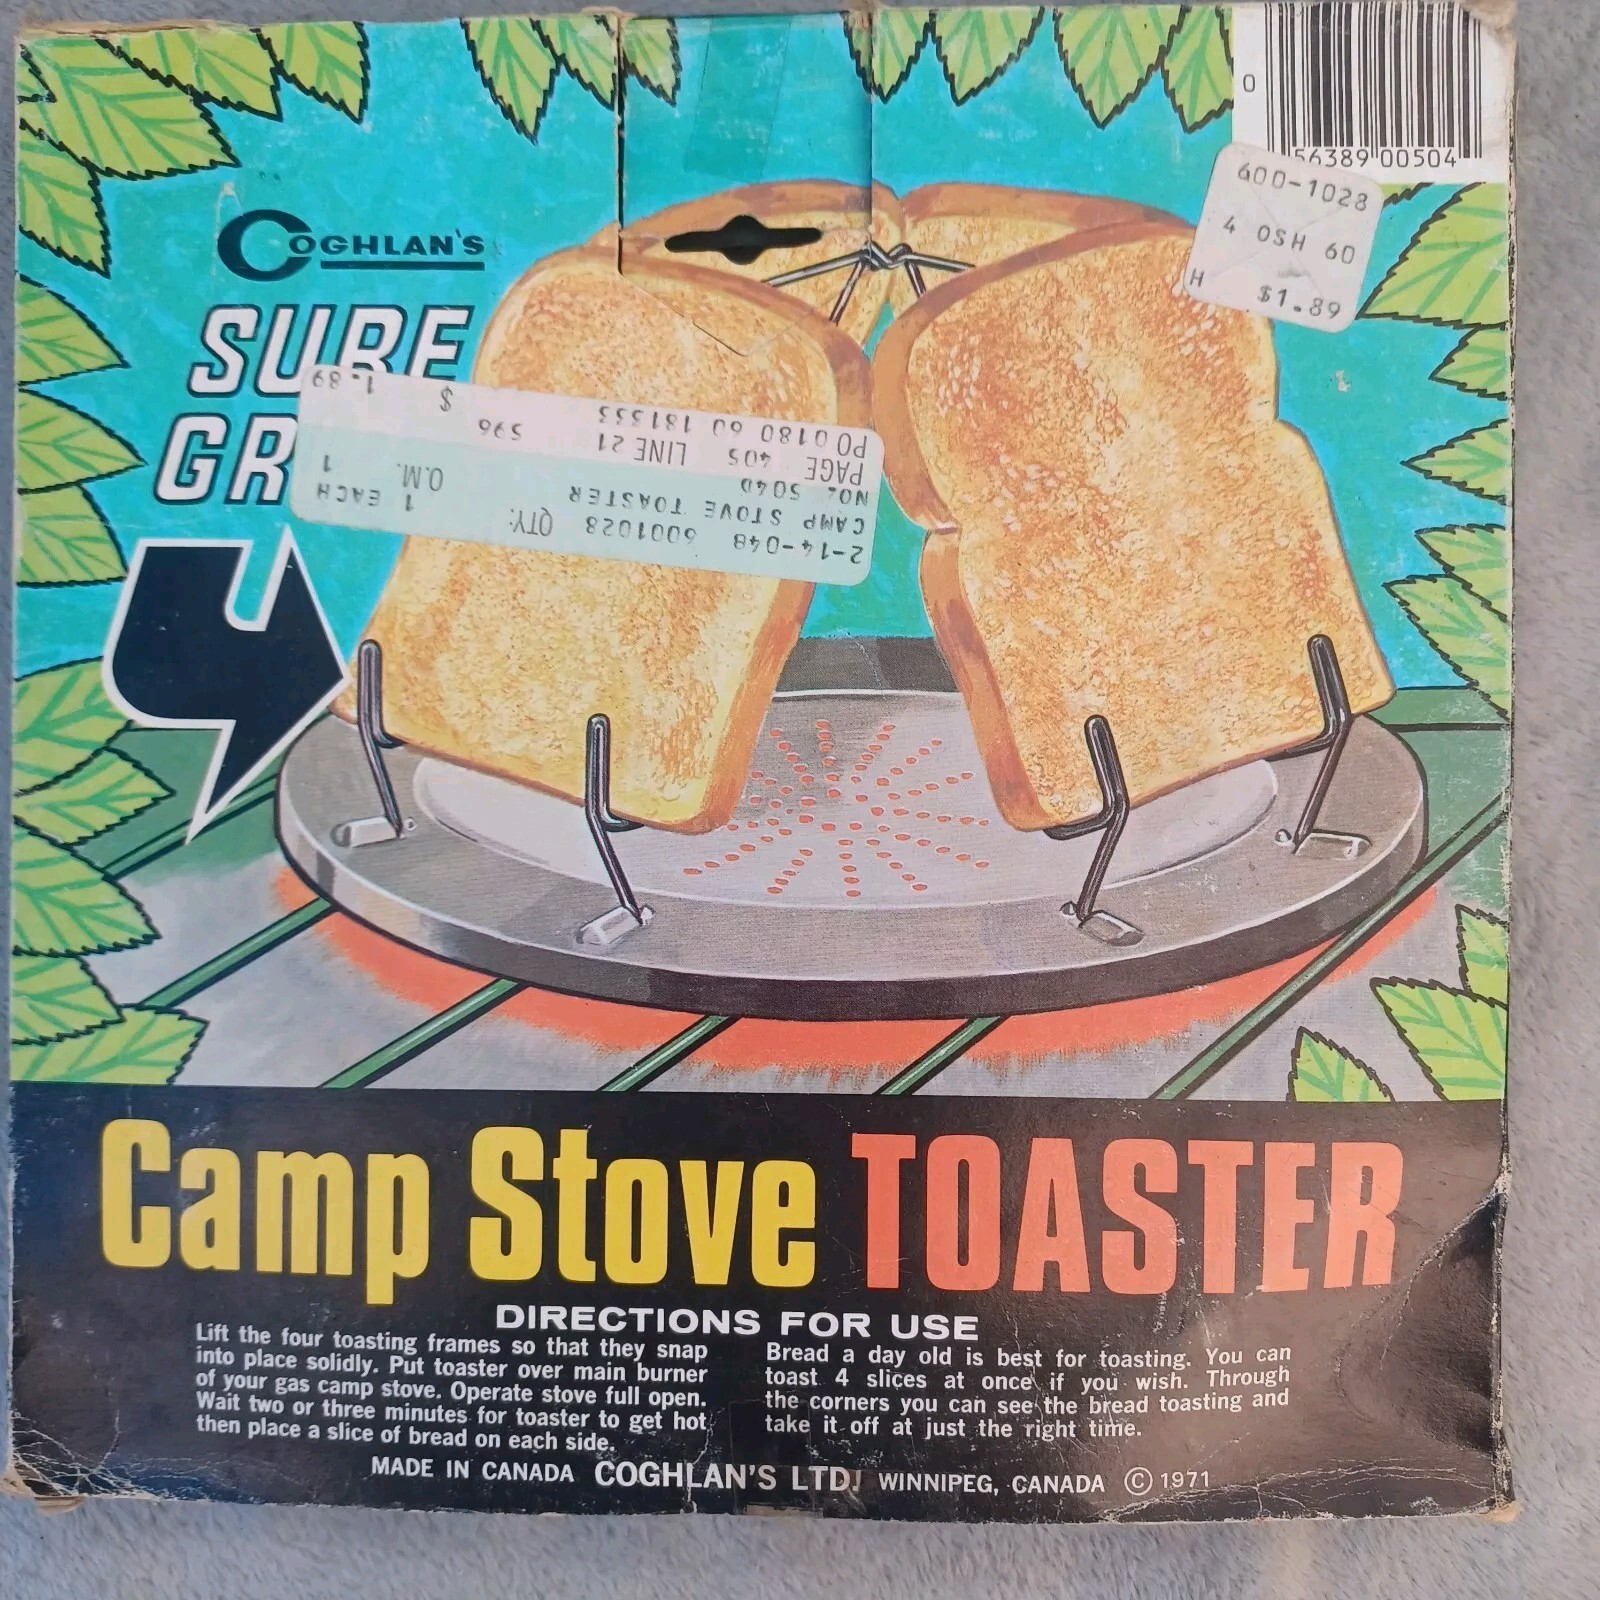 0
56389 00504
600-1028
4 OSH 60
H $1.89
COGHLAN'S
SURE
GR
1.89 $
PO 0180 60 181333 596
PAGE 405 LINE 21
NO. 504D O.M. 1
CAMP STOVE TOASTER 1 EACH
2-14-048 6001028 QTY:
Camp Stove TOASTER
DIRECTIONS FOR USE
Lift the four toasting frames so that they snap
into place solidly. Put toaster over main burner
of your gas camp stove. Operate stove full open.
Wait two or three minutes for toaster to get hot
then place a slice of bread on each side.
Bread a day old is best for toasting. You can
toast 4 slices at once if you wish. Through
the corners you can see the bread toasting and
take it off at just the right time.
MADE IN CANADA COGHLAN'S LTD. WINNIPEG, CANADA © 1971